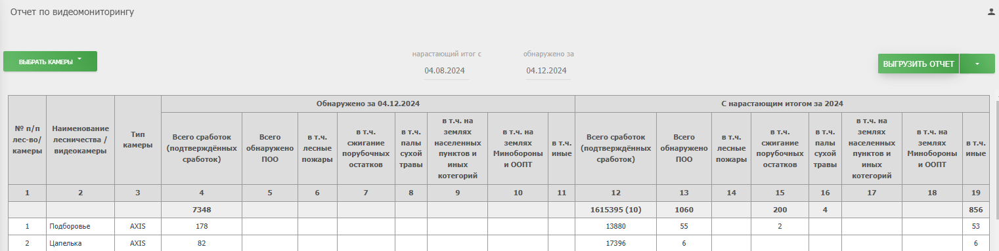 Отчет по видеомониторингу
нарастающий итог с
обнаружено за
ВЫБРАТЬ КАМЕРЫ
04.08.2024
04.12.2024
ВЫГРУЗИТЬ ОТЧЕТ
№ п/п
лес-во/
камеры
Наименование
лесничества /
видеокамеры
Тип
камеры
Обнаружено за 04.12.2024
С нарастающим итогом за 2024
Всего сработок
(подтверждённых
сработок)
Всего
обнаружено
ПОО
в т.ч.
лесные
пожары
в т.ч.
сжигание
порубочных
остатков
в т.ч.
палы
сухой
травы
в т.ч. на
землях
населенных
пунктов и
иных
котегорий
в т.ч. на
землях
Минобороны
и ООПТ
в т.ч.
иные
Всего сработок
(подтверждённых
сработок)
Всего
обнаружено
ПОО
в т.ч.
лесные
пожары
в т.ч.
сжигание
порубочных
остатков
в т.ч.
палы
сухой
травы
в т.ч. на
землях
населенных
пунктов и
иных
котегорий
в т.ч. на
землях
Минобороны
и ООПТ
в т.ч.
иные
1 2 3 4 5 6 7 8 9 10 11 12 13 14 15 16 17 18 19
7348 1615395 (10) 1060 200 4 856
1 Подборовье AXIS 178 13880 55 2 53
2 Цапелька AXIS 82 17396 6 6